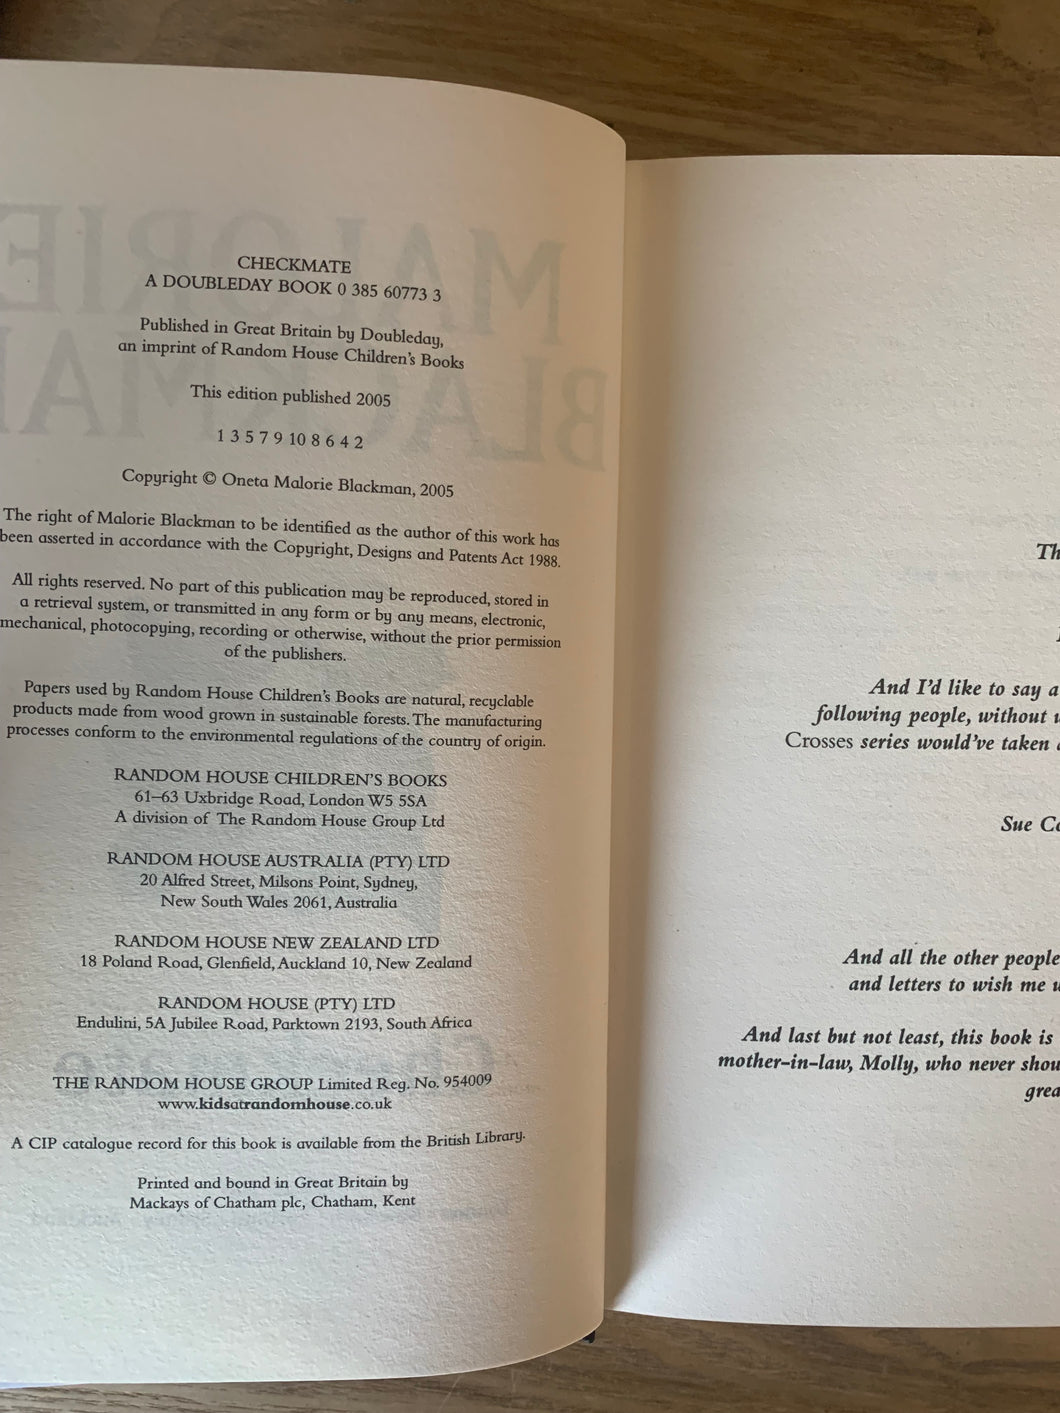 CHECKMATE
A DOUBLEDAY BOOK 0 385 60773 3
Published in Great Britain by Doubleday,
an imprint of Random House Children's Books
This edition published 2005
1 3 5 7 9 10 8 6 4 2
Copyright © Oneta Malorie Blackman, 2005
The right of Malorie Blackman to be identified as the author of this work has
been asserted in accordance with the Copyright, Designs and Patents Act 1988.
All rights reserved. No part of this publication may be reproduced, stored in
a retrieval system, or transmitted in any form or by any means, electronic,
mechanical, photocopying, recording or otherwise, without the prior permission
of the publishers.
Papers used by Random House Children's Books are natural, recyclable
products made from wood grown in sustainable forests. The manufacturing
processes conform to the environmental regulations of the country of origin.
RANDOM HOUSE CHILDREN'S BOOKS
61–63 Uxbridge Road, London W5 5SA
A division of The Random House Group Ltd
RANDOM HOUSE AUSTRALIA (PTY) LTD
20 Alfred Street, Milsons Point, Sydney,
New South Wales 2061, Australia
RANDOM HOUSE NEW ZEALAND LTD
18 Poland Road, Glenfield, Auckland 10, New Zealand
RANDOM HOUSE (PTY) LTD
Endulini, 5A Jubilee Road, Parktown 2193, South Africa
THE RANDOM HOUSE GROUP Limited Reg. No. 954009
www.kidsatrandomhouse.co.uk
A CIP catalogue record for this book is available from the British Library.
Printed and bound in Great Britain by
Mackays of Chatham plc, Chatham, Kent
Th
And I'd like to say a
following people, without
Crosses series would've taken
Sue
And all the other people
and letters to wish me
And last but not least, this book is
mother-in-law, Molly, who never